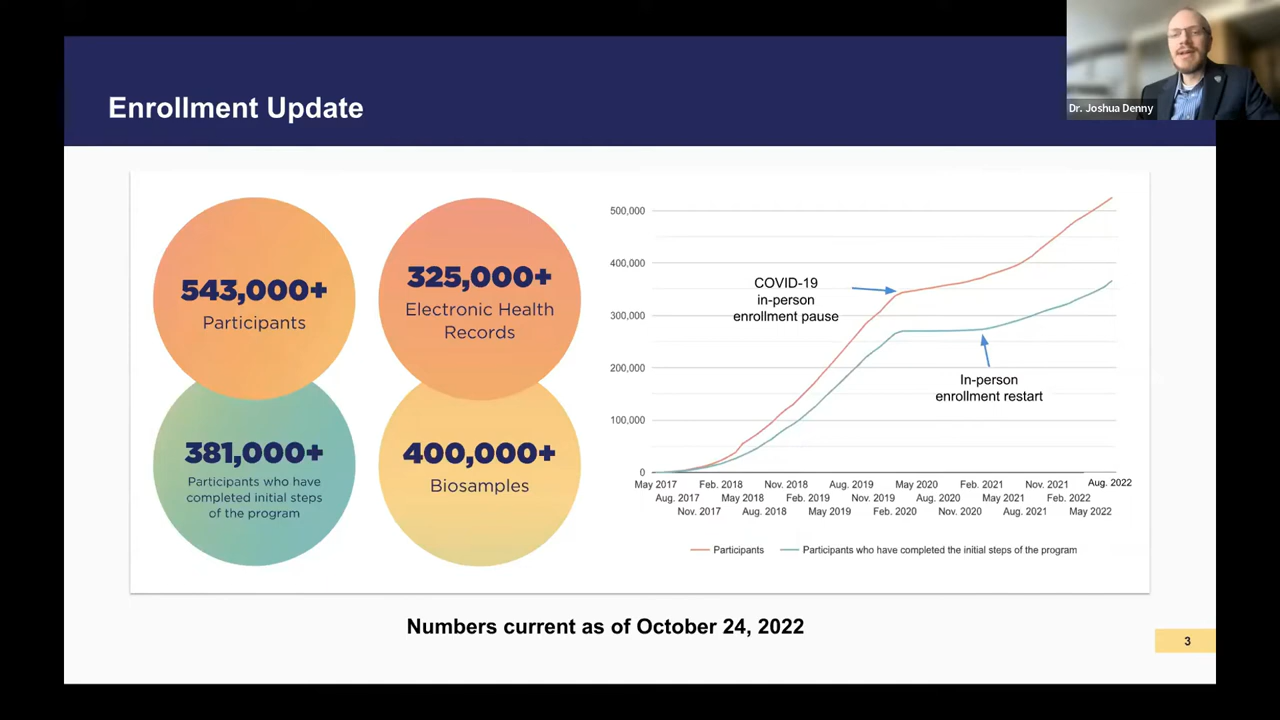 Enrollment Update
Dr. Joshua Denny
543,000+
Participants
325,000+
Electronic Health
Records
381,000+
Participants who have
completed initial steps
of the program
400,000+
Biosamples
500,000
400,000
300,000
200,000
100,000
0
COVID-19
in-person
enrollment pause
In-person
enrollment restart
May 2017 Feb. 2018 Nov. 2018 Aug. 2019 May 2020 Feb. 2021 Nov. 2021 Aug. 2022
Aug. 2017 May 2018 Feb. 2019 Nov. 2019 Aug. 2020 May 2021 Feb. 2022
Nov. 2017 Aug. 2018 May 2019 Feb. 2020 Nov. 2020 Aug. 2021 May 2022
Participants Participants who have completed the initial steps of the program
Numbers current as of October 24, 2022
3